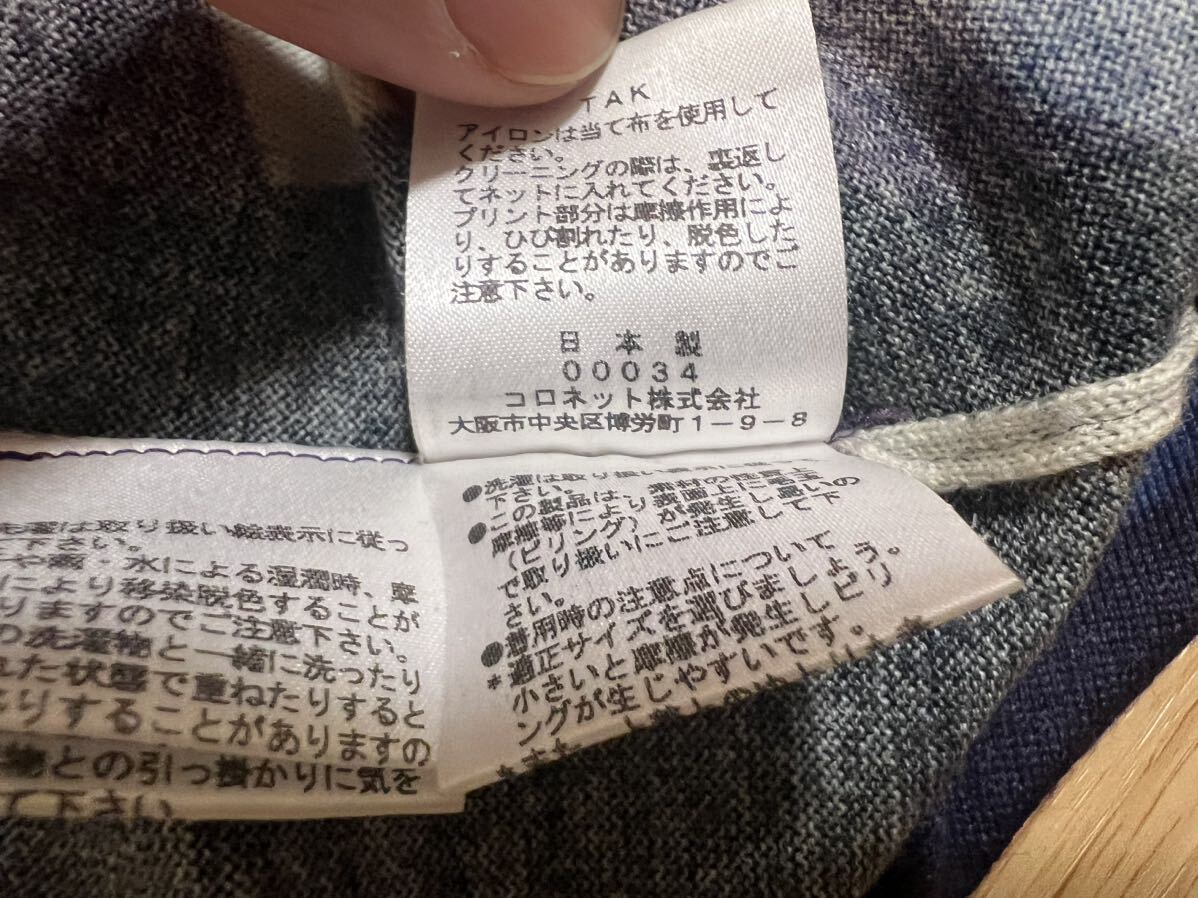 TAK
アイロンは当て布を使用して
ください。
クリーニングの際は、裏返し
てネットに入れてください。
プリント部分は摩擦作用によ
り、ひび割れたり、脱色した
りすることがありますのでご
注意下さい。
日本製
00034
コロネット株式会社
大阪市中央区博労町1-9-8
洗濯は取り扱い絵表示に従っ
て下さい。
や雨・水による湿潤時、摩
により移染脱色することが
りますのでご注意下さい。
の洗濯物と一緒に洗ったり
れた状態で重ねたりすると
りすることがありますの
物との引っ掛かりに気を
て下さい
●洗濯は取り扱い絵表示に従って
下さい。
●この製品は、素材の性質上
摩擦等により表面上に毛玉
(ピリング)が発生し易いの
で取り扱いにご注意して下
さい。
●着用時の注意点について
*適正サイズを選びましょう。
小さいと摩擦が発生しピリ
ングが生じやすいです。